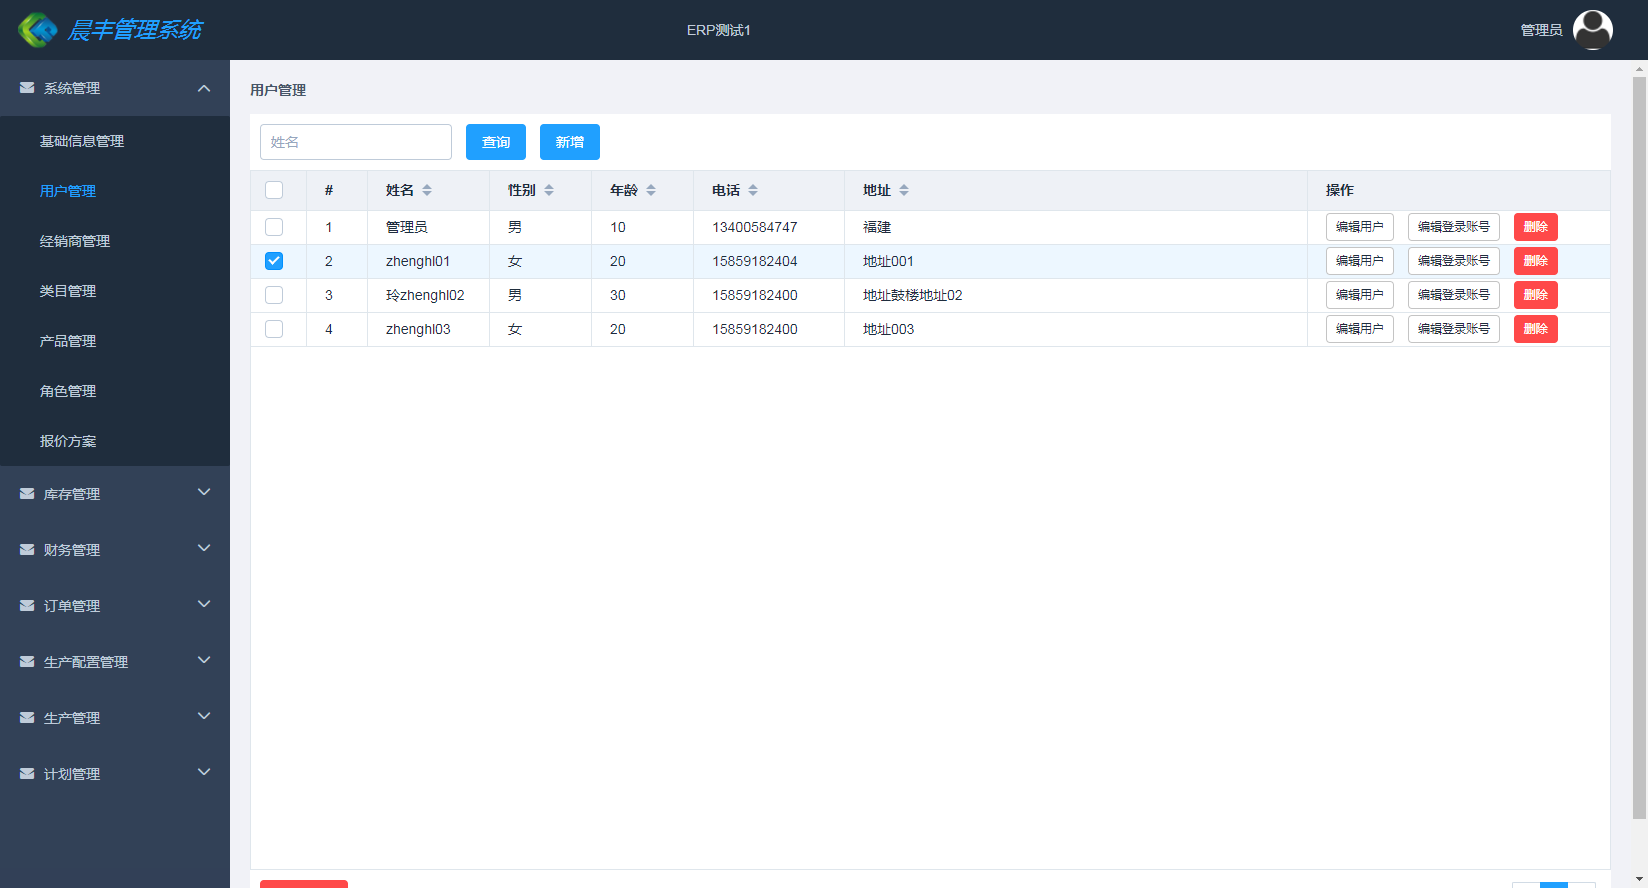 晨丰管理系统
ERP测试1
管理员
系统管理
基础信息管理
用户管理
经销商管理
类目管理
产品管理
角色管理
报价方案
库存管理
财务管理
订单管理
生产配置管理
生产管理
计划管理
用户管理
姓名 查询 新增
# 姓名 性别 年龄 电话 地址 操作
1 管理员 男 10 13400584747 福建 编辑用户 编辑登录账号 删除
2 zhenghl01 女 20 15859182404 地址001 编辑用户 编辑登录账号 删除
3 玲zhenghl02 男 30 15859182400 地址鼓楼地址02 编辑用户 编辑登录账号 删除
4 zhenghl03 女 20 15859182400 地址003 编辑用户 编辑登录账号 删除